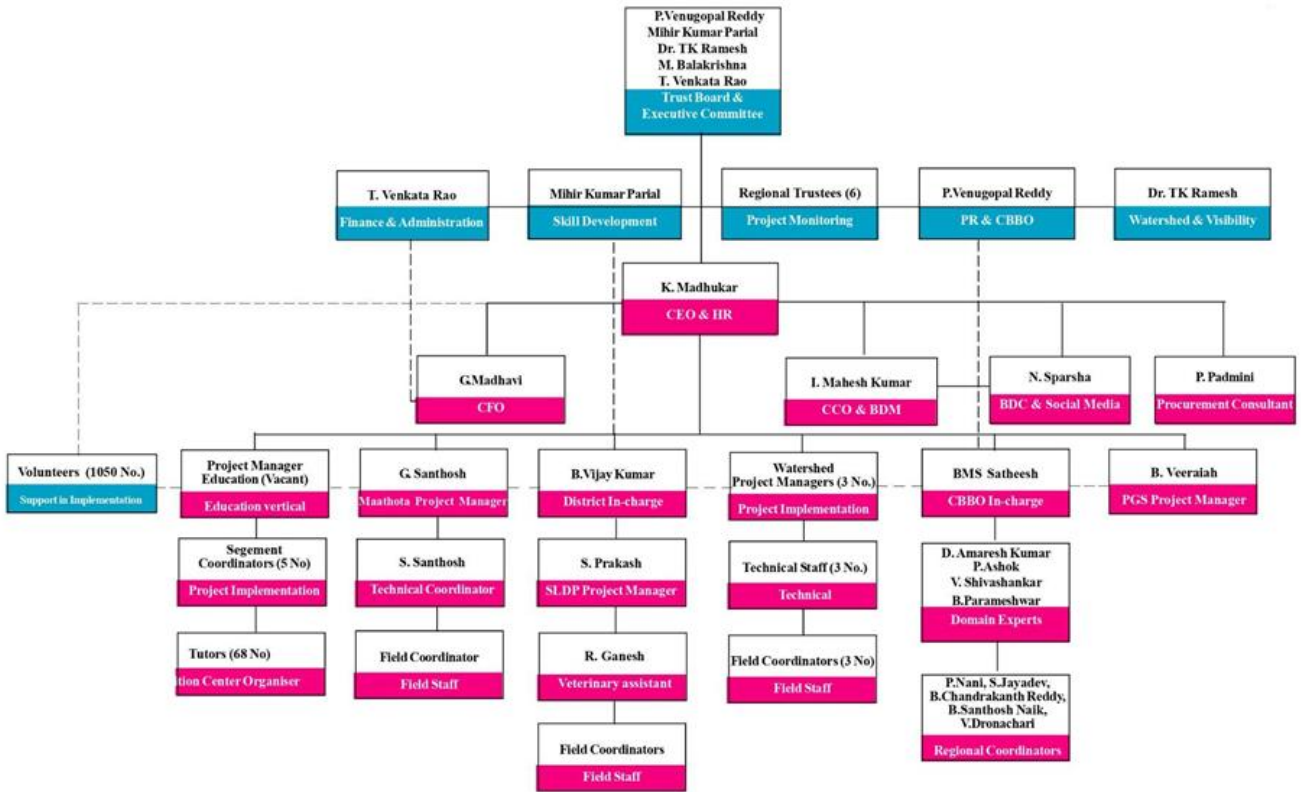 P.Venugopal Reddy
Mihir Kumar Parial
Dr. TK Ramesh
M. Balakrishna
T. Venkata Rao
Trust Board &
Executive Committee
T. Venkata Rao
Finance & Administration
Mihir Kumar Parial
Skill Development
Regional Trustees (6)
Project Monitoring
P.Venugopal Reddy
PR & CBBO
Dr. TK Ramesh
Watershed & Visibility
K. Madhukar
CEO & HR
G.Madhavi
CFO
I. Mahesh Kumar
CCO & BDM
N. Sparsha
BDC & Social Media
P. Padmini
Procurement Consultant
Volunteers (1050 No.)
Support in Implementation
Project Manager
Education (Vacant)
Education vertical
G. Santhosh
Maathota Project Manager
B.Vijay Kumar
District In-charge
Watershed
Project Managers (3 No.)
Project Implementation
BMS Satheesh
CBBO In-charge
B. Veeraiah
PGS Project Manager
Segement
Coordinators (5 No)
Project Implementation
S. Santhosh
Technical Coordinator
S. Prakash
SLDP Project Manager
Technical Staff (3 No.)
Technical
D. Amaresh Kumar
P.Ashok
V. Shivashankar
B.Parameshwar
Domain Experts
Tutors (68 No)
ition Center Organiser
Field Coordinator
Field Staff
R. Ganesh
Veterinary assistant
Field Coordinators (3 No)
Field Staff
P.Nani, S.Jayadev,
B.Chandrakanth Reddy,
B.Santhosh Naik,
V.Dronachari
Regional Coordinators
Field Coordinators
Field Staff